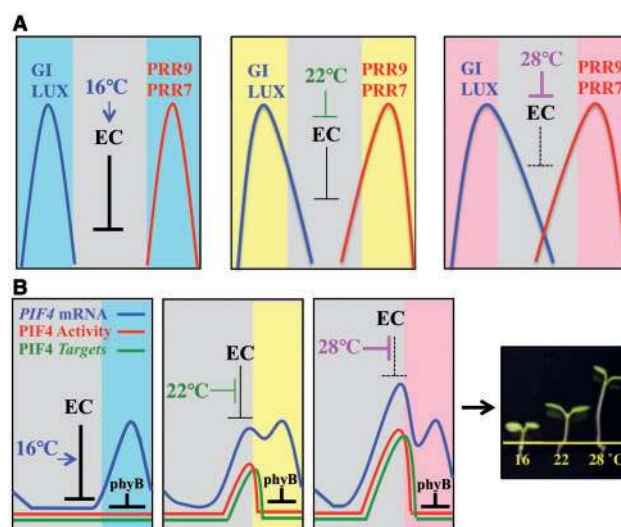 A
GI
LUX
16°C
EC
PRR9
PRR7
22°C
GI
LUX
EC
PRR9
PRR7
28°C
GI
LUX
EC
PRR9
PRR7
B
PIF4 mRNA
PIF4 Activity
PIF4 Targets
EC
16°C
phyB
EC
22°C
phyB
EC
28°C
phyB
16 22 28 °C